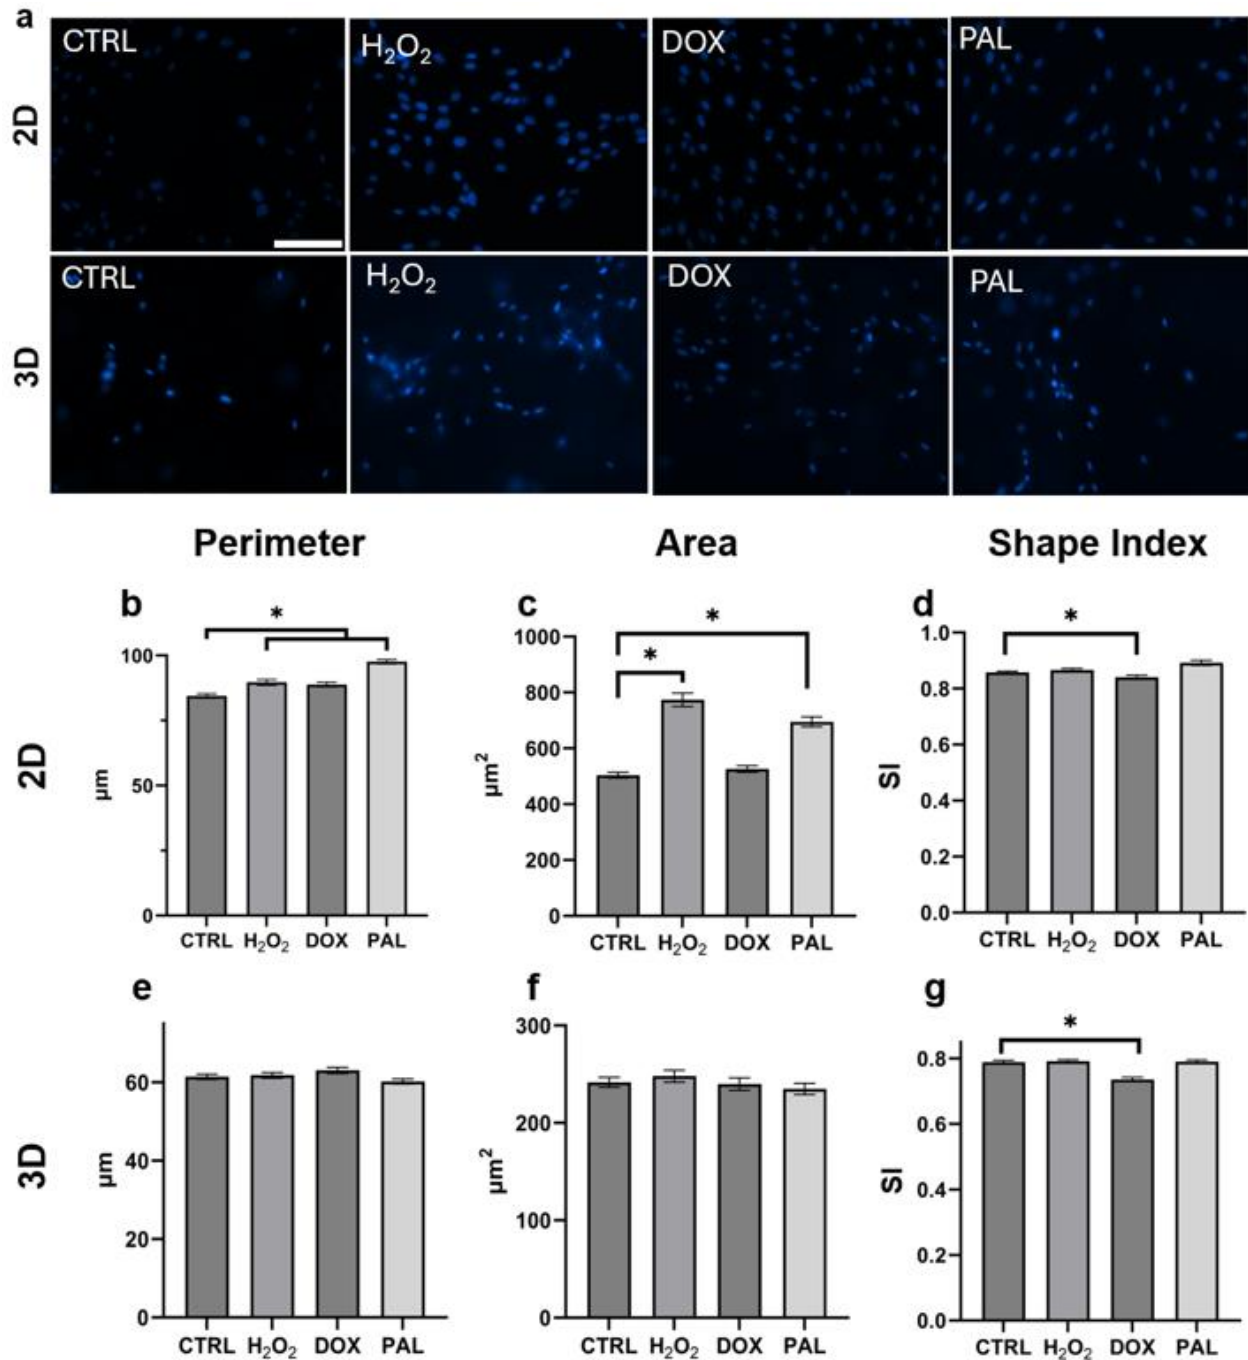 a
2D
CTRL
H₂O₂
DOX
PAL
3D
CTRL
H₂O₂
DOX
PAL
Perimeter
Area
Shape Index
2D
b
*
100
50
0
µm
CTRL H₂O₂ DOX PAL
c
*
*
1000
800
600
400
200
0
µm²
CTRL H₂O₂ DOX PAL
d
*
1.0
0.8
0.6
0.4
0.2
0.0
SI
CTRL H₂O₂ DOX PAL
3D
e
60
40
20
0
µm
CTRL H₂O₂ DOX PAL
f
300
200
100
0
µm²
CTRL H₂O₂ DOX PAL
g
*
0.8
0.6
0.4
0.2
0.0
SI
CTRL H₂O₂ DOX PAL